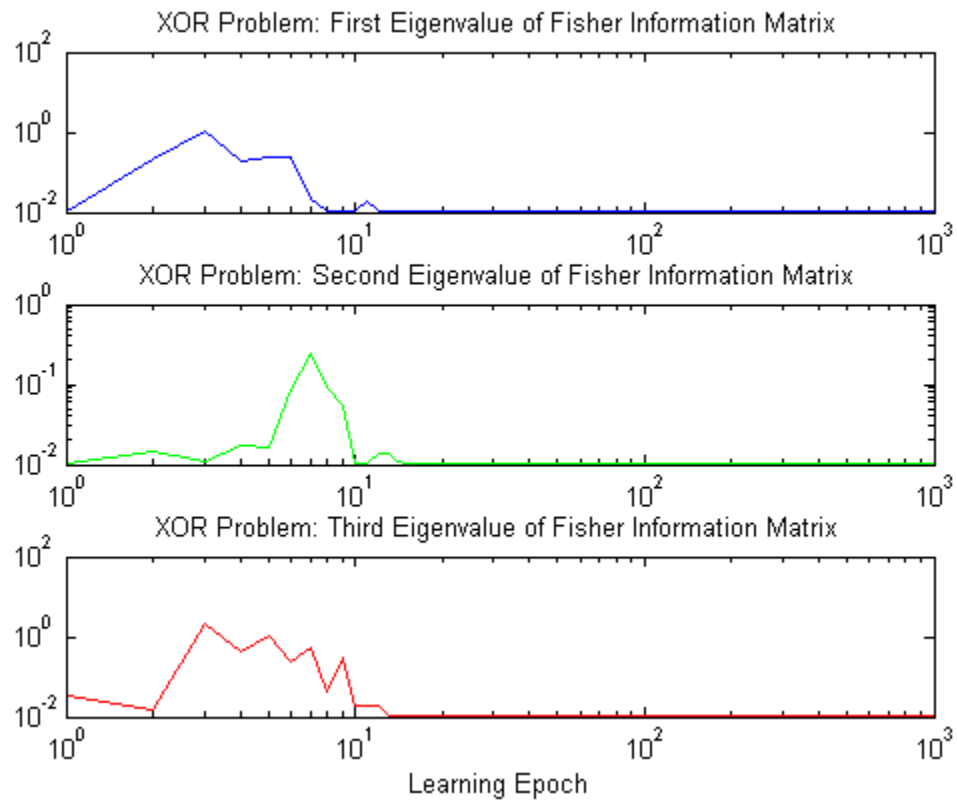 XOR Problem: First Eigenvalue of Fisher Information Matrix
10^2
10^0
10^-2
10^0 10^1 10^2 10^3
XOR Problem: Second Eigenvalue of Fisher Information Matrix
10^0
10^-1
10^-2
10^0 10^1 10^2 10^3
XOR Problem: Third Eigenvalue of Fisher Information Matrix
10^2
10^0
10^-2
10^0 10^1 10^2 10^3
Learning Epoch